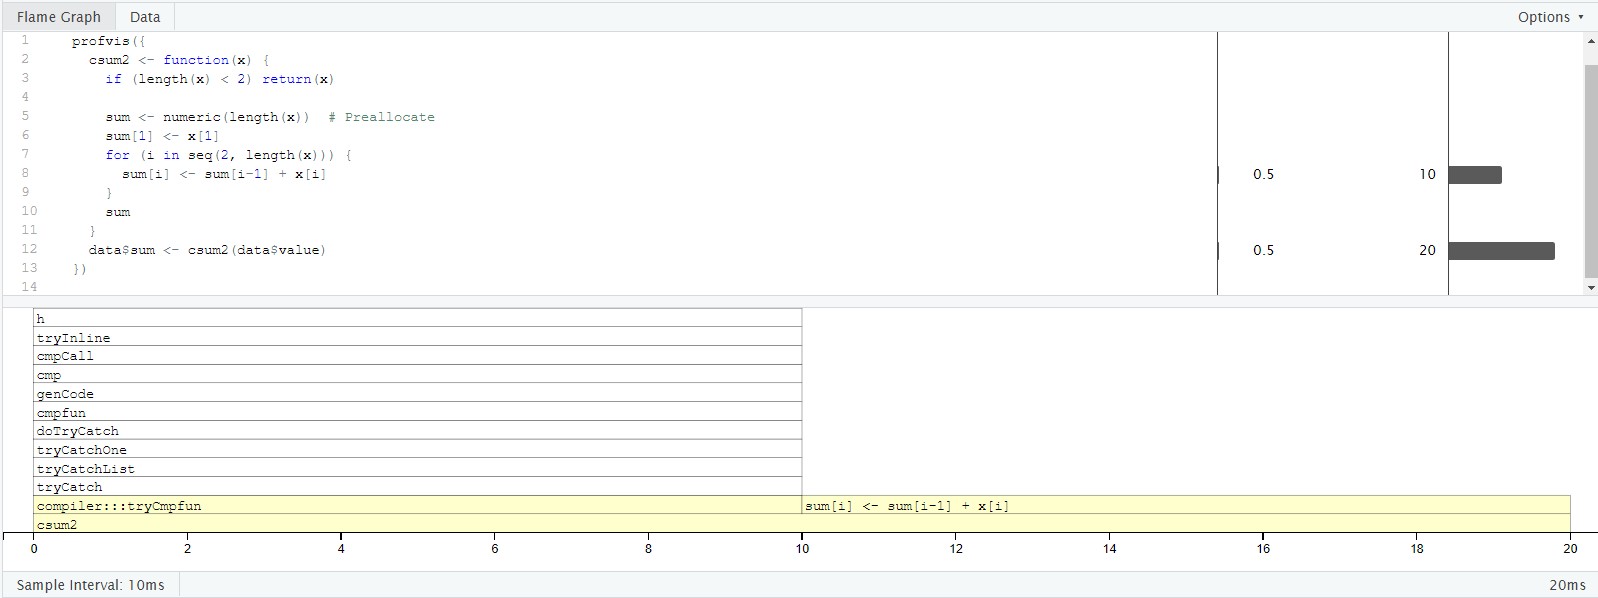 Flame Graph Data Options ▾
1 profvis({
2 csum2 <- function(x) {
3 if (length(x) < 2) return(x)
4
5 sum <- numeric(length(x)) # Preallocate
6 sum[1] <- x[1]
7 for (i in seq(2, length(x))) {
8 sum[i] <- sum[i-1] + x[i] 0.5 10
9 }
10 sum
11 }
12 data$sum <- csum2(data$value) 0.5 20
13 })
14
h
tryInline
cmpCall
cmp
genCode
cmpfun
doTryCatch
tryCatchOne
tryCatchList
tryCatch
compiler:::tryCmpfun sum[i] <- sum[i-1] + x[i]
csum2
0 2 4 6 8 10 12 14 16 18 20
Sample Interval: 10ms 20ms